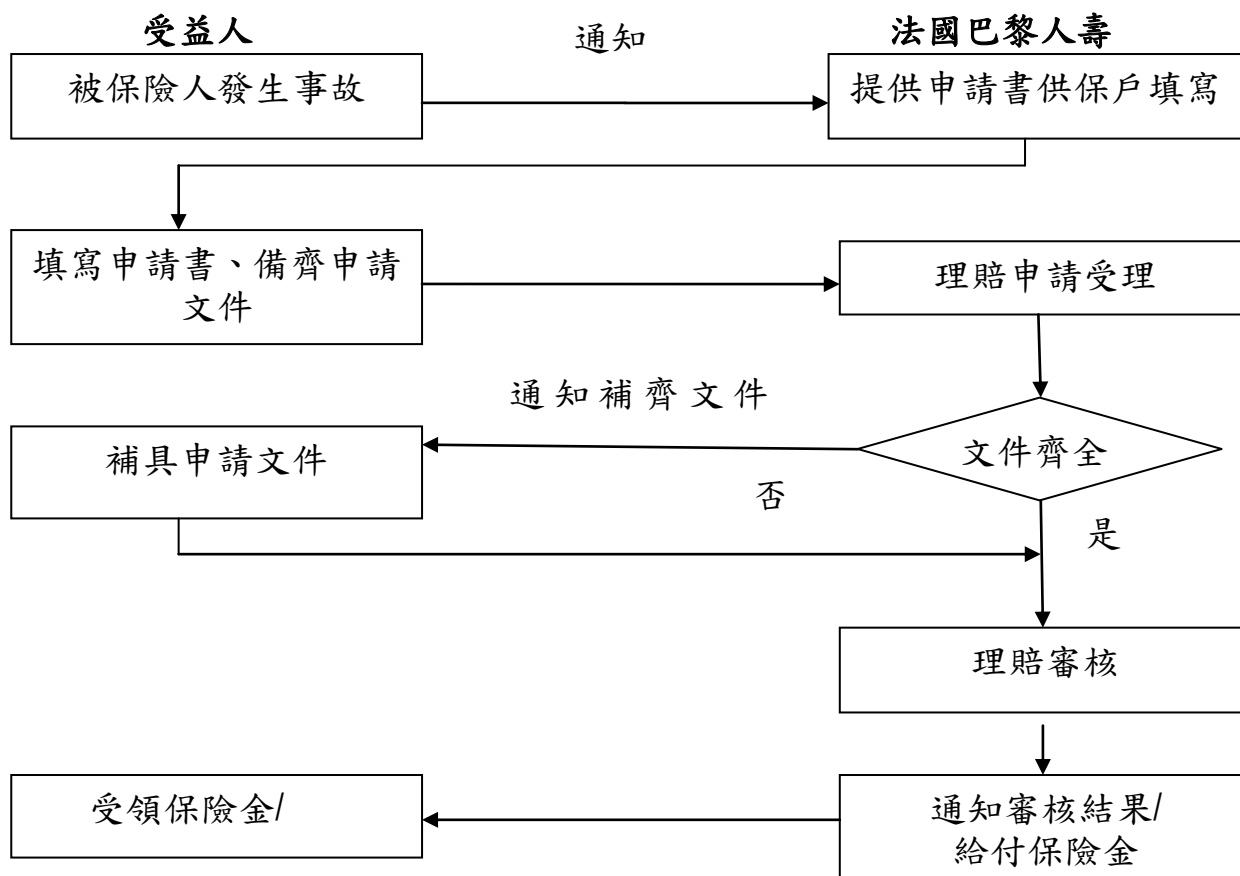 受益人
通知
法國巴黎人壽
被保險人發生事故
提供申請書供保戶填寫
填寫申請書、備齊申請
文件
理賠申請受理
通知補齊文件
補具申請文件
文件齊全
否
是
理賠審核
受領保險金/
通知審核結果/
給付保險金